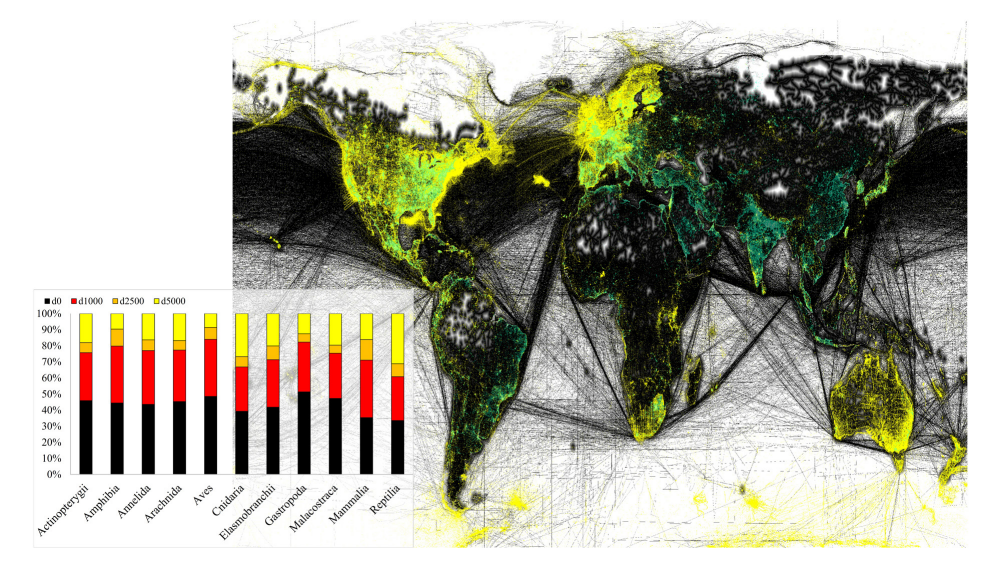 d0 d1000 d2500 d5000
100%
90%
80%
70%
60%
50%
40%
30%
20%
10%
0%
Actinopterygii
Amphibia
Annelida
Arachnida
Aves
Cnidaria
Elasmobranchii
Gastropoda
Malacostraca
Mammalia
Reptilia